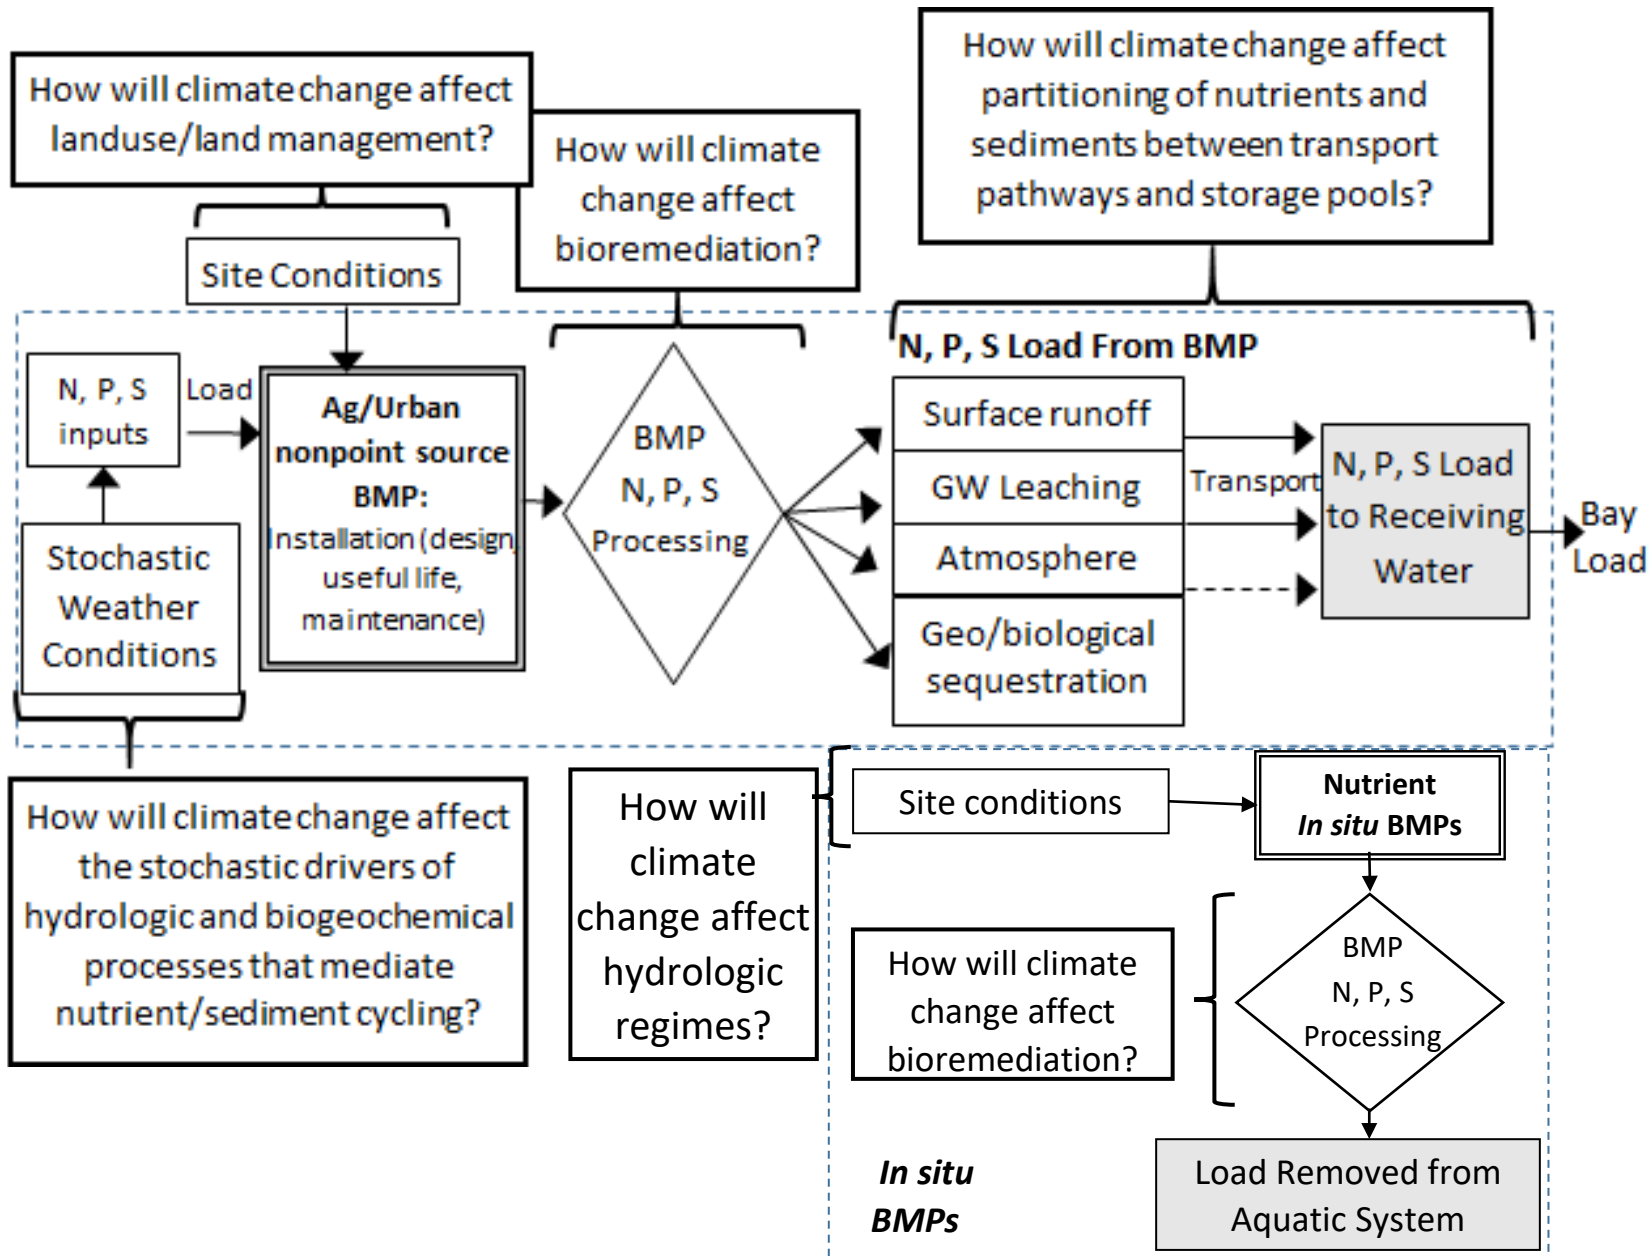 How will climate change affect
landuse/land management?
How will climate
change affect
bioremediation?
How will climate change affect
partitioning of nutrients and
sediments between transport
pathways and storage pools?
Site Conditions
N, P, S
inputs
Load
Stochastic
Weather
Conditions
Ag/Urban
nonpoint source
BMP:
Installation (design,
useful life,
maintenance)
BMP
N, P, S
Processing
N, P, S Load From BMP
Surface runoff
GW Leaching
Atmosphere
Geo/biological
sequestration
Transport
N, P, S Load
to Receiving
Water
Bay
Load
How will climate change affect
the stochastic drivers of
hydrologic and biogeochemical
processes that mediate
nutrient/sediment cycling?
How will
climate
change affect
hydrologic
regimes?
Site conditions
Nutrient
In situ BMPs
How will climate
change affect
bioremediation?
BMP
N, P, S
Processing
In situ
BMPs
Load Removed from
Aquatic System